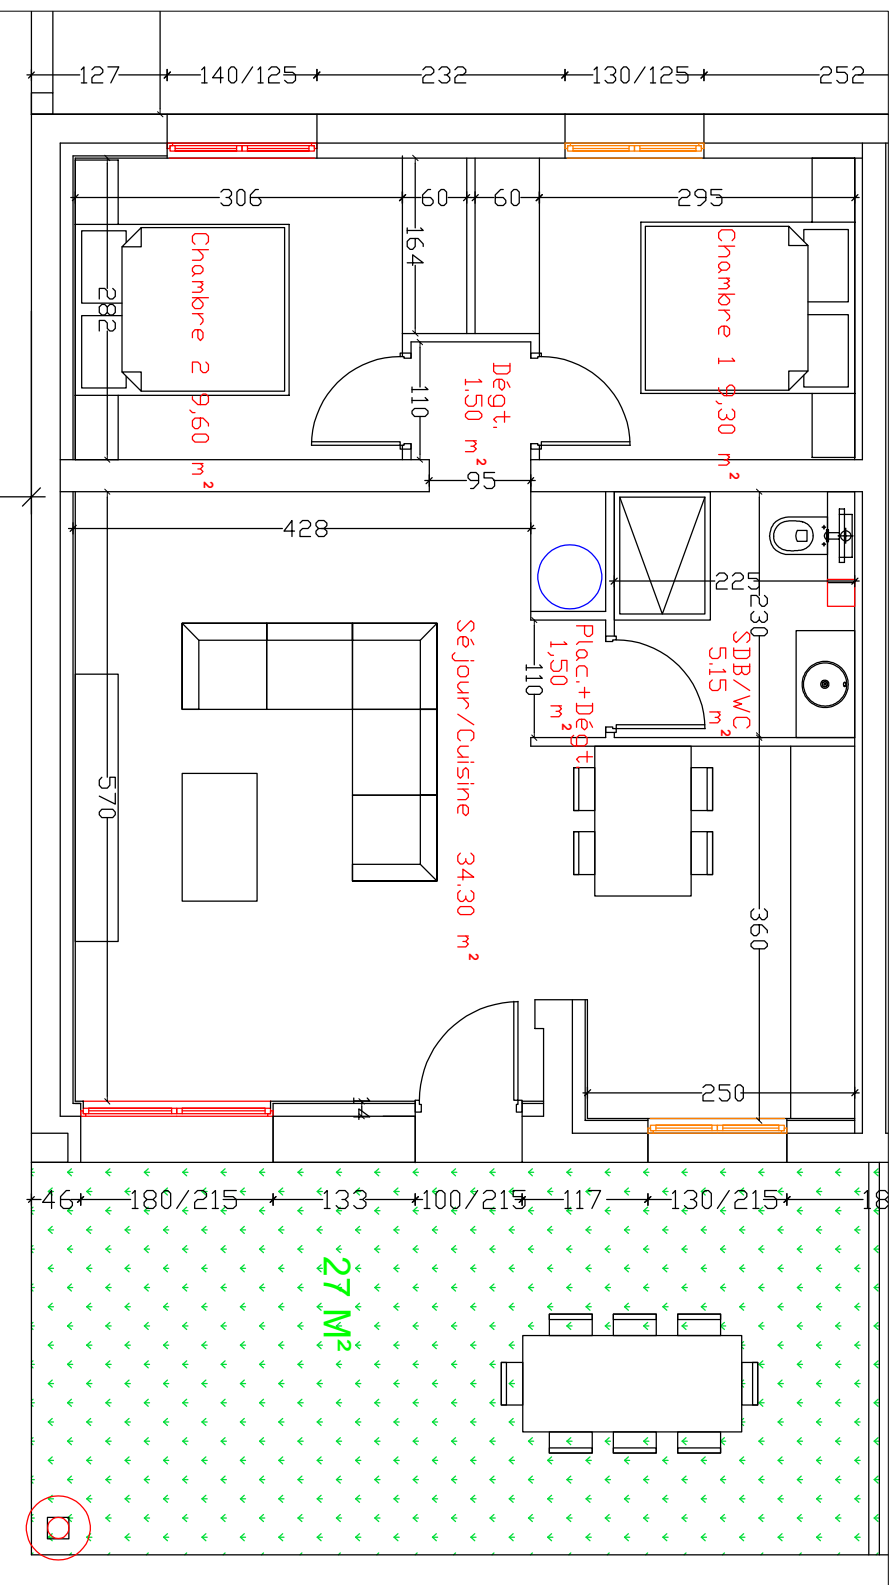 127
140/125
232
130/125
252
306
60
60
295
164
282
Chambre 2 9,60 m²
Chambre 1 9,30 m²
Dégt.
1.50 m²
110
95
428
225
230
SDB/WC
5.15 m²
Plac.+Dégt.
1,50 m²
110
Séjour/Cuisine 34.30 m²
570
360
250
14
46
180/215
133
100/215
117
130/215
18
27 M²